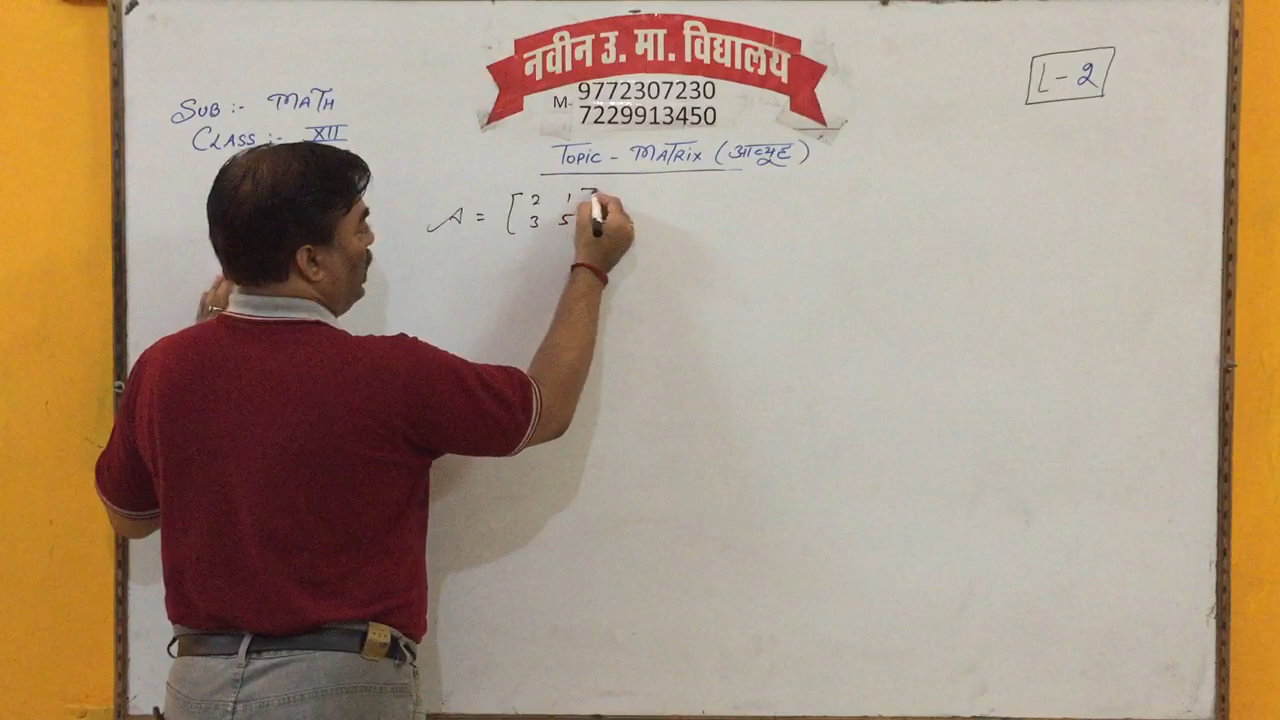 नवीन उ. मा. विद्यालय
M- 9772307230
7229913450
L-2
SUB :- MATH
CLASS :- XII
TOPIC - MATRIX (आव्यूह)
A = [ 2 1 ]
3 5